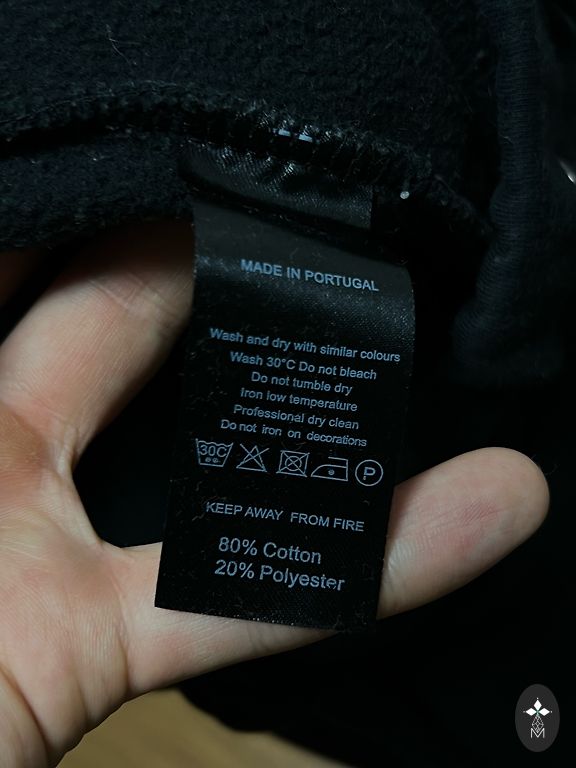 MADE IN PORTUGAL
Wash and dry with similar colours
Wash 30°C Do not bleach
Do not tumble dry
Iron low temperature
Professional dry clean
Do not iron on decorations
30C P
KEEP AWAY FROM FIRE
80% Cotton
20% Polyester
M